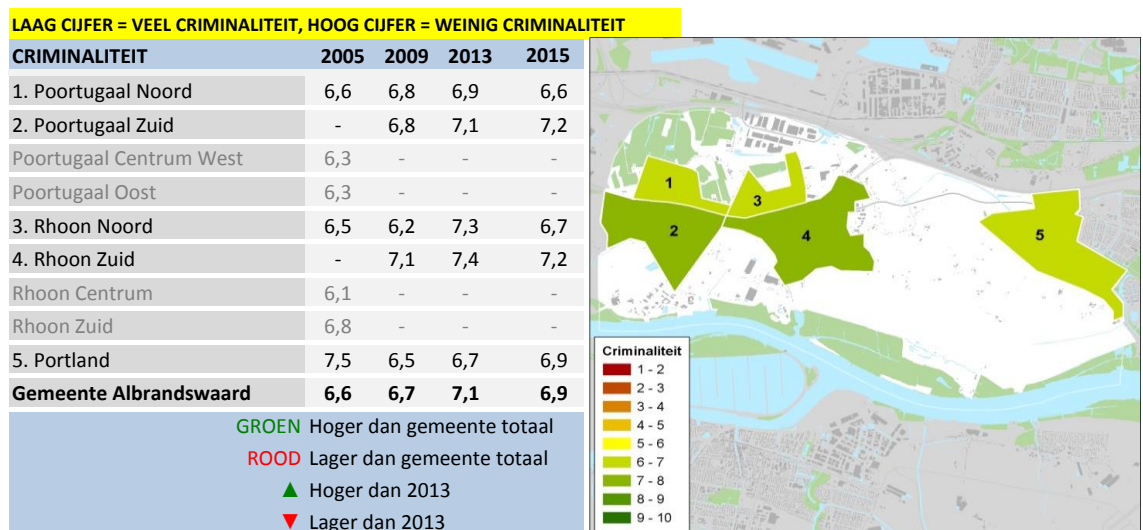 LAAG CIJFER = VEEL CRIMINALITEIT, HOOG CIJFER = WEINIG CRIMINALITEIT
CRIMINALITEIT 2005 2009 2013 2015
1. Poortugaal Noord 6,6 6,8 6,9 6,6
2. Poortugaal Zuid - 6,8 7,1 7,2
Poortugaal Centrum West 6,3 - - -
Poortugaal Oost 6,3 - - -
3. Rhoon Noord 6,5 6,2 7,3 6,7
4. Rhoon Zuid - 7,1 7,4 7,2
Rhoon Centrum 6,1 - - -
Rhoon Zuid 6,8 - - -
5. Portland 7,5 6,5 6,7 6,9
Gemeente Albrandswaard 6,6 6,7 7,1 6,9
GROEN Hoger dan gemeente totaal
ROOD Lager dan gemeente totaal
▲ Hoger dan 2013
▼ Lager dan 2013
1
3
2
4
5
Criminaliteit
1 - 2
2 - 3
3 - 4
4 - 5
5 - 6
6 - 7
7 - 8
8 - 9
9 - 10